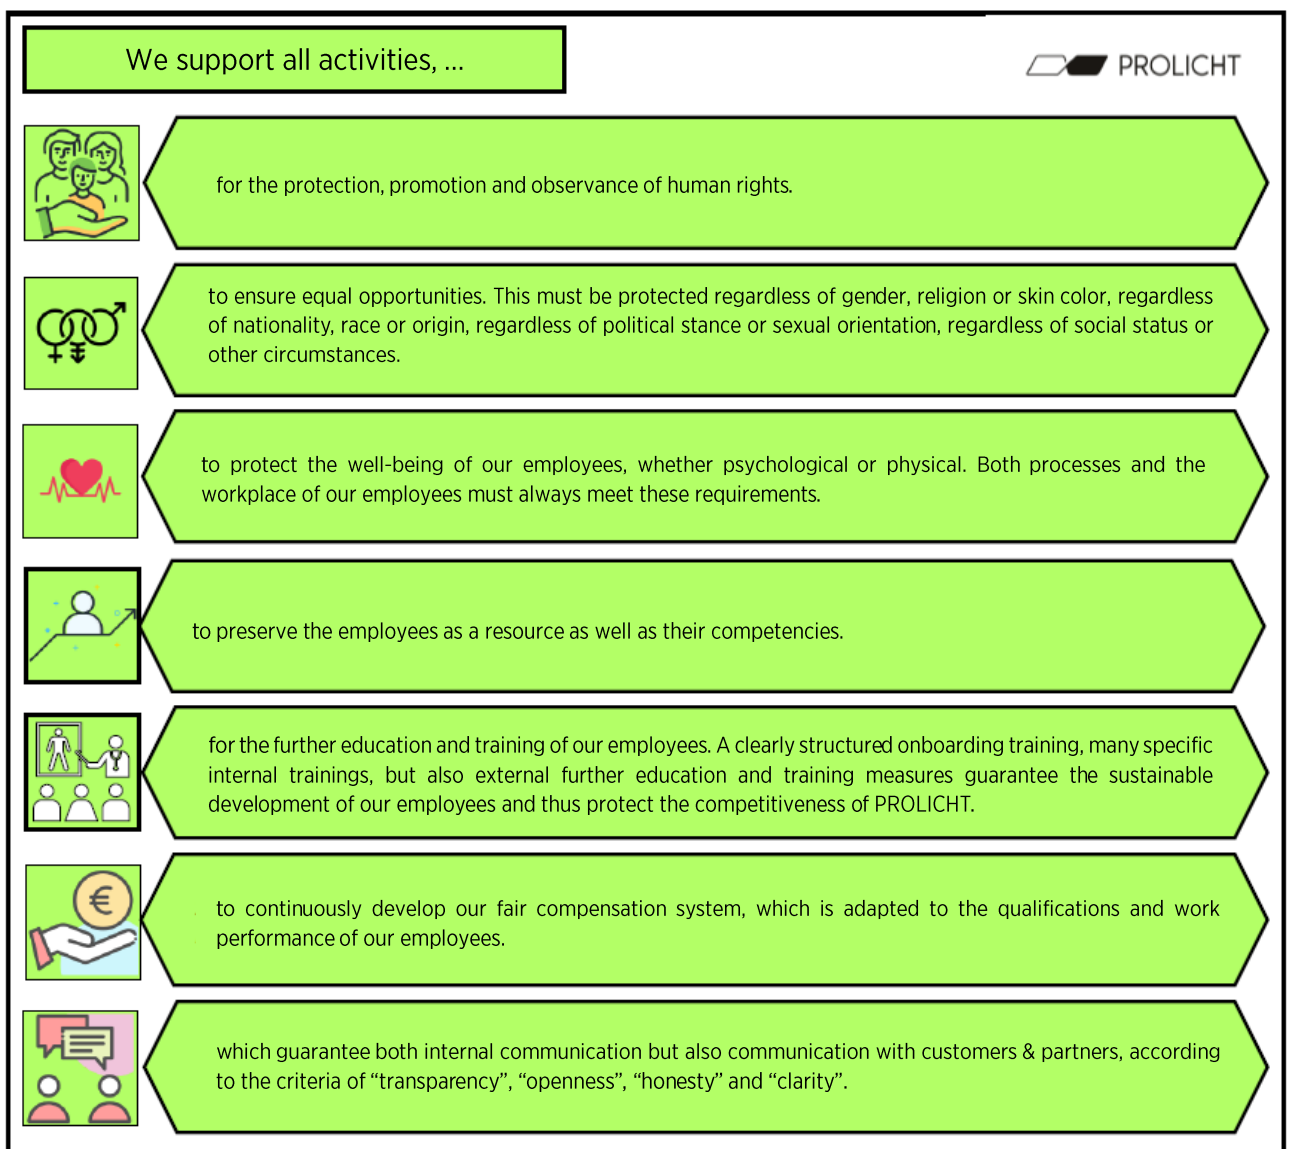 We support all activities, ...
PROLICHT
for the protection, promotion and observance of human rights.
to ensure equal opportunities. This must be protected regardless of gender, religion or skin color, regardless
of nationality, race or origin, regardless of political stance or sexual orientation, regardless of social status or
other circumstances.
to protect the well-being of our employees, whether psychological or physical. Both processes and the
workplace of our employees must always meet these requirements.
to preserve the employees as a resource as well as their competencies.
for the further education and training of our employees. A clearly structured onboarding training, many specific
internal trainings, but also external further education and training measures guarantee the sustainable
development of our employees and thus protect the competitiveness of PROLICHT.
€
to continuously develop our fair compensation system, which is adapted to the qualifications and work
performance of our employees.
which guarantee both internal communication but also communication with customers & partners, according
to the criteria of “transparency”, “openness”, “honesty” and “clarity”.